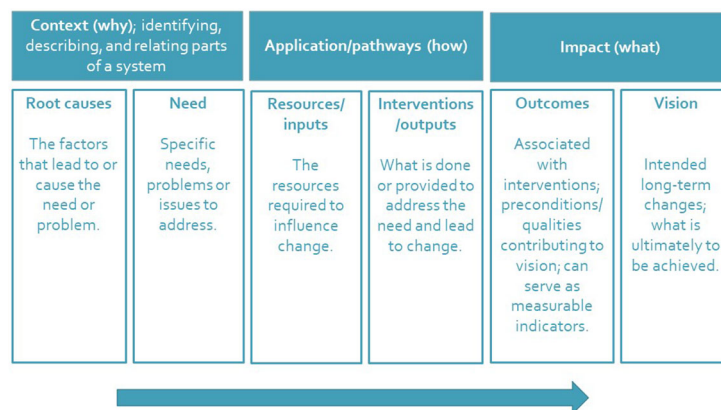 Context (why); identifying,
describing, and relating parts
of a system
Application/pathways (how)
Impact (what)
Root causes
The factors
that lead to or
cause the
need or
problem.
Need
Specific
needs,
problems or
issues to
address.
Resources/
inputs
The
resources
required to
influence
change.
Interventions
/outputs
What is done
or provided to
address the
need and lead
to change.
Outcomes
Associated
with
interventions;
preconditions/
qualities
contributing to
vision; can
serve as
measurable
indicators.
Vision
Intended
long-term
changes;
what is
ultimately to
be achieved.